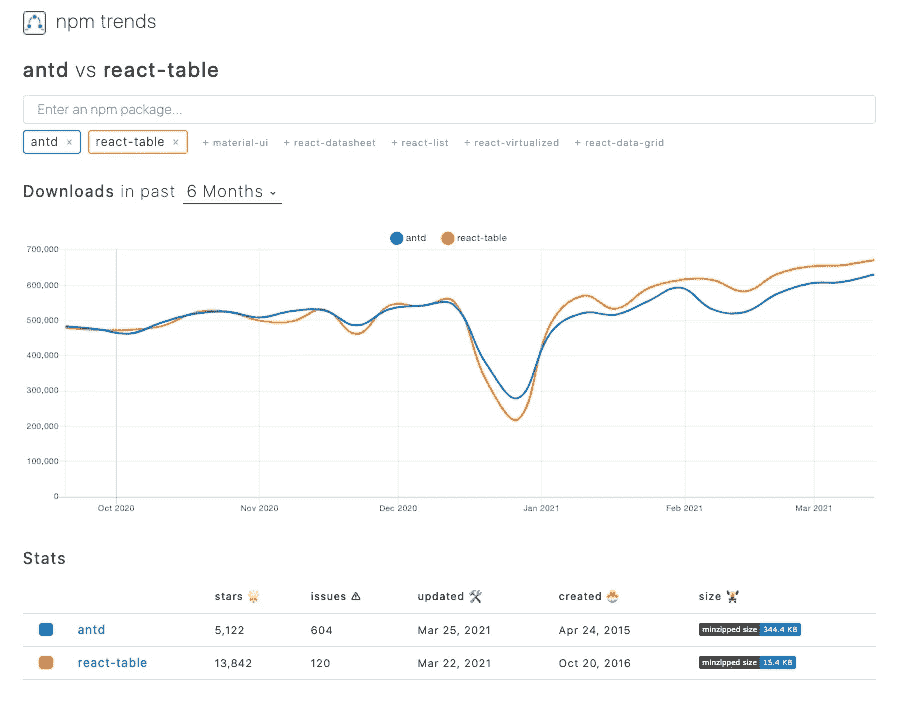 npm trends
antd vs react-table
Enter an npm package...
antd × react-table × + material-ui + react-datasheet + react-list + react-virtualized + react-data-grid
Downloads in past 6 Months
antd react-table
700,000
600,000
500,000
400,000
300,000
200,000
100,000
0
Oct 2020 Nov 2020 Dec 2020 Jan 2021 Feb 2021 Mar 2021
Stats
stars issues updated created size
antd 5,122 604 Mar 25, 2021 Apr 24, 2015 minzipped size 344.4 KB
react-table 13,842 120 Mar 22, 2021 Oct 20, 2016 minzipped size 13.4 KB